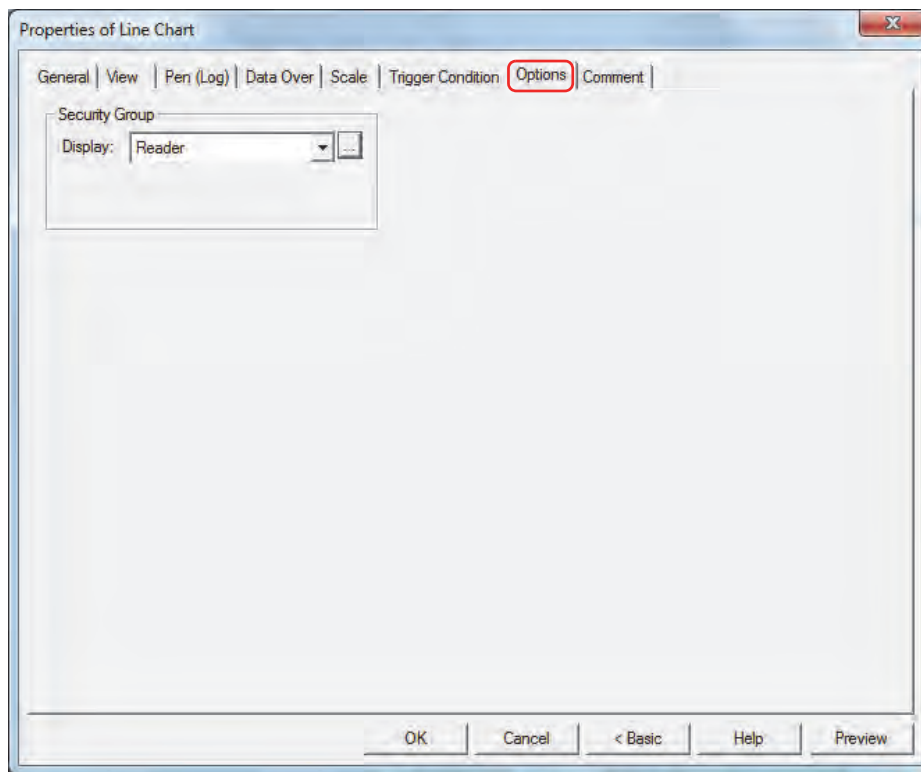 Properties of Line Chart
General View Pen (Log) Data Over Scale Trigger Condition Options Comment
Security Group
Display: Reader ...
OK Cancel < Basic Help Preview